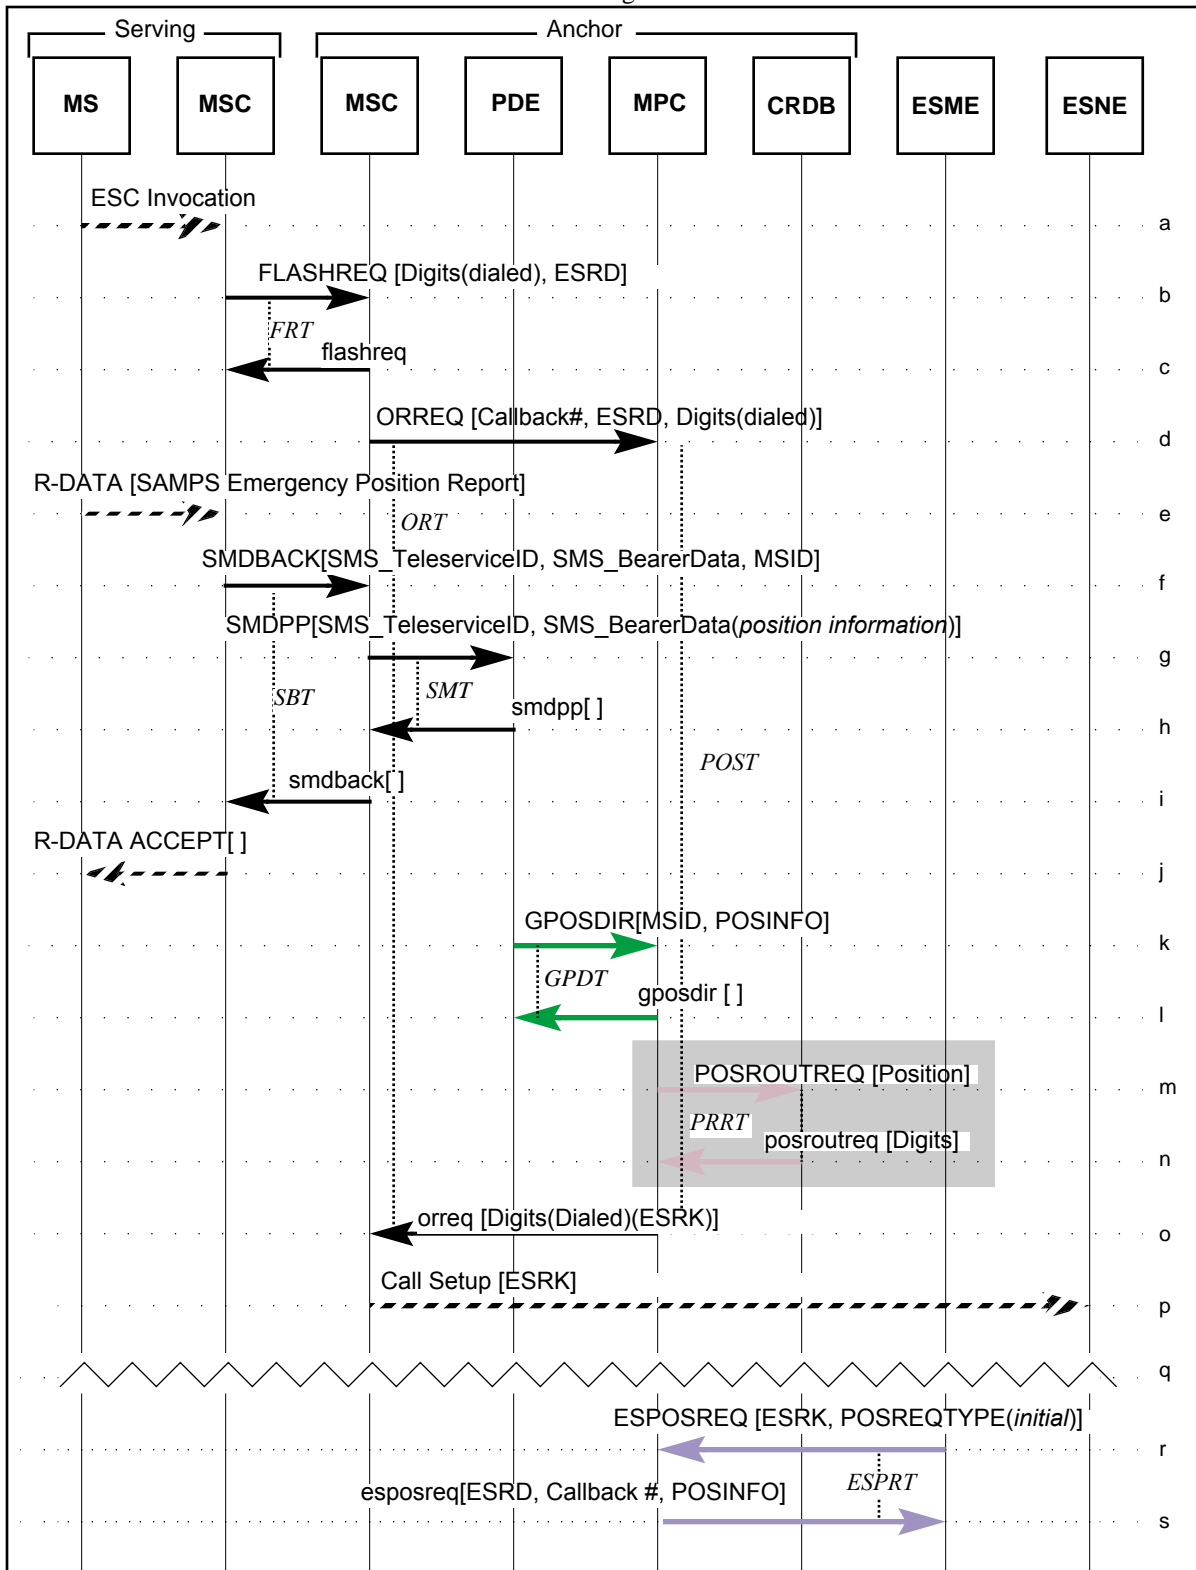 Serving
Anchor
MS
MSC
MSC
PDE
MPC
CRDB
ESME
ESNE
ESC Invocation
a
FLASHREQ [Digits(dialed), ESRD]
b
FRT
flashreq
c
ORREQ [Callback#, ESRD, Digits(dialed)]
d
R-DATA [SAMPS Emergency Position Report]
e
ORT
SMDBACK[SMS_TeleserviceID, SMS_BearerData, MSID]
f
SMDPP[SMS_TeleserviceID, SMS_BearerData(position information)]
g
SBT
SMT
smdpp[ ]
h
POST
smdback[ ]
i
R-DATA ACCEPT[ ]
j
GPOSDIR[MSID, POSINFO]
k
GPDT
gposdir [ ]
l
POSROUTREQ [Position]
m
PRRT
posroutreq [Digits]
n
orreq [Digits(Dialed)(ESRK)]
o
Call Setup [ESRK]
p
q
ESPOSREQ [ESRK, POSREQTYPE(initial)]
r
ESPRT
esposreq[ESRD, Callback #, POSINFO]
s